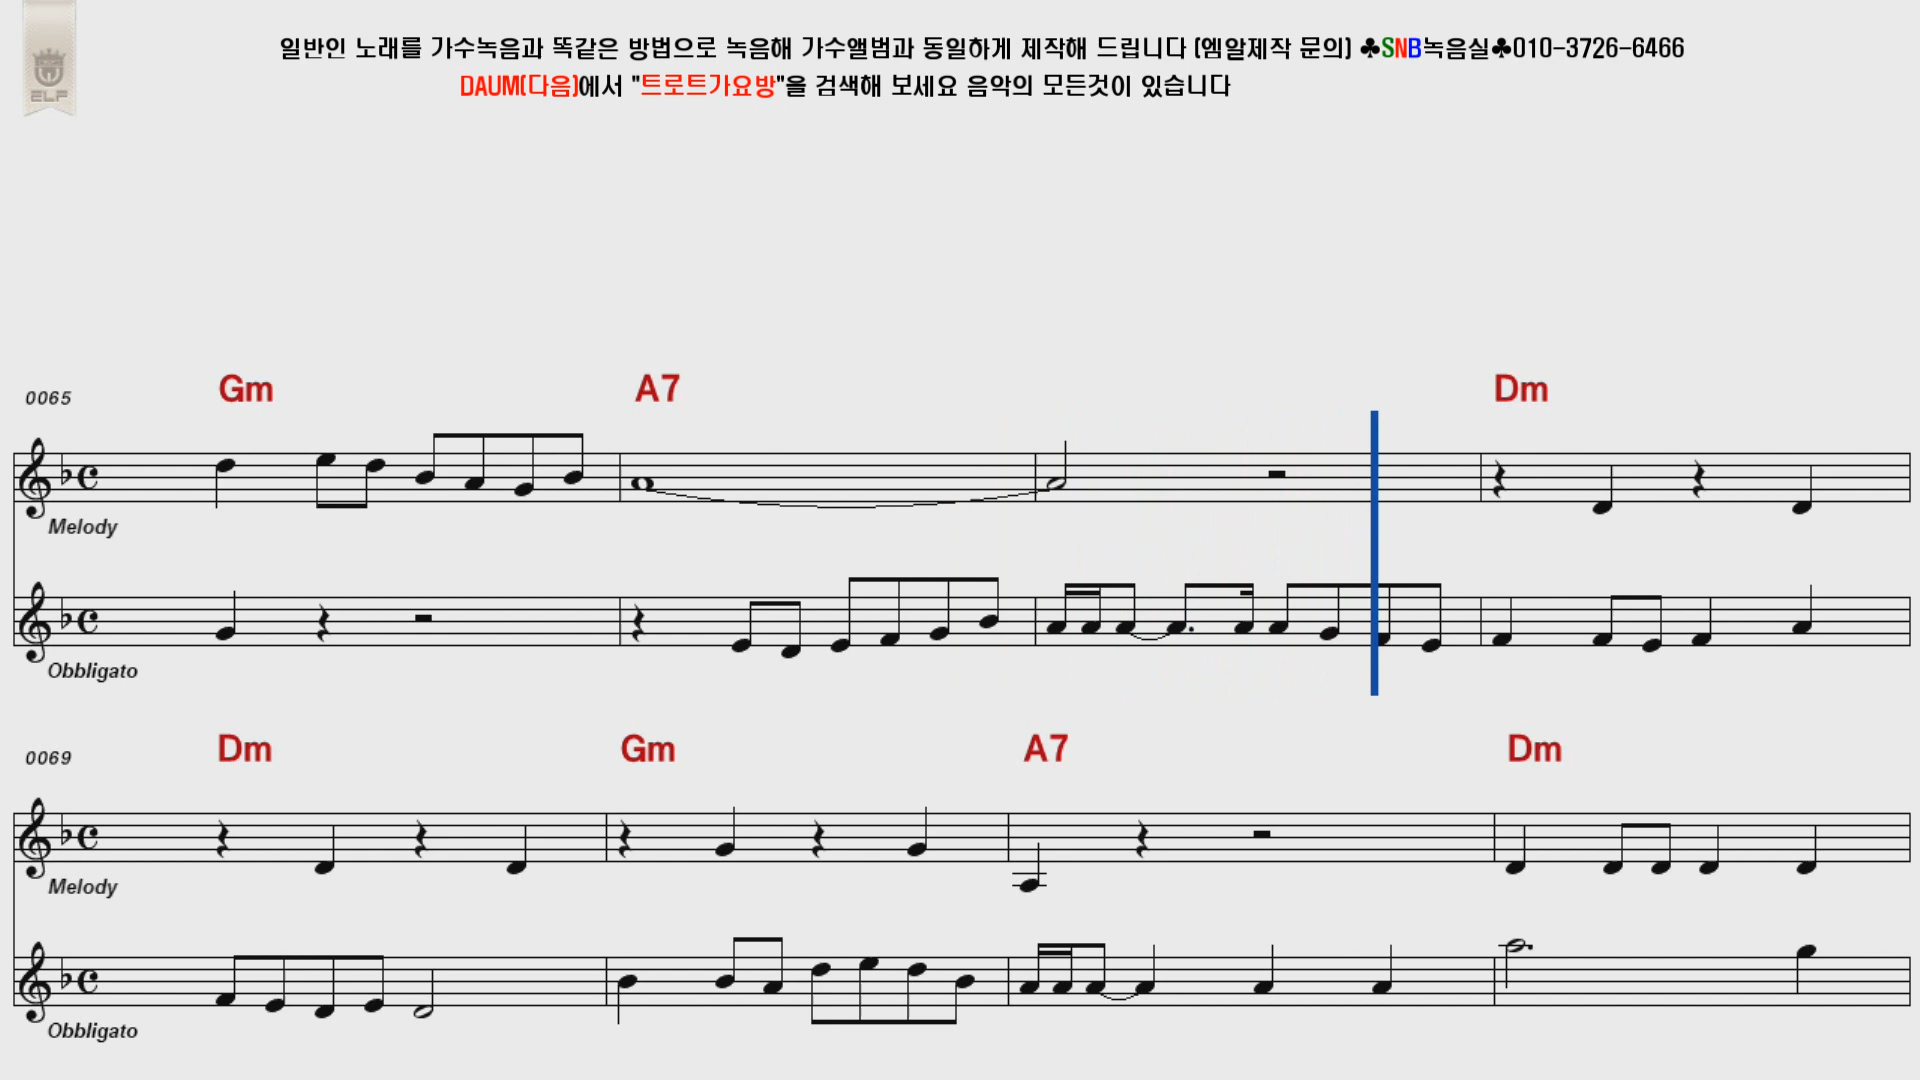 일반인 노래를 가수녹음과 똑같은 방법으로 녹음해 가수앨범과 동일하게 제작해 드립니다 (엠알제작 문의) ♣SNB녹음실♣010-3726-6466
DAUM(다음)에서 "트로트가요방"을 검색해 보세요 음악의 모든것이 있습니다
ELF
0065 Gm A7 Dm
Melody
Obbligato
0069 Dm Gm A7 Dm
Melody
Obbligato